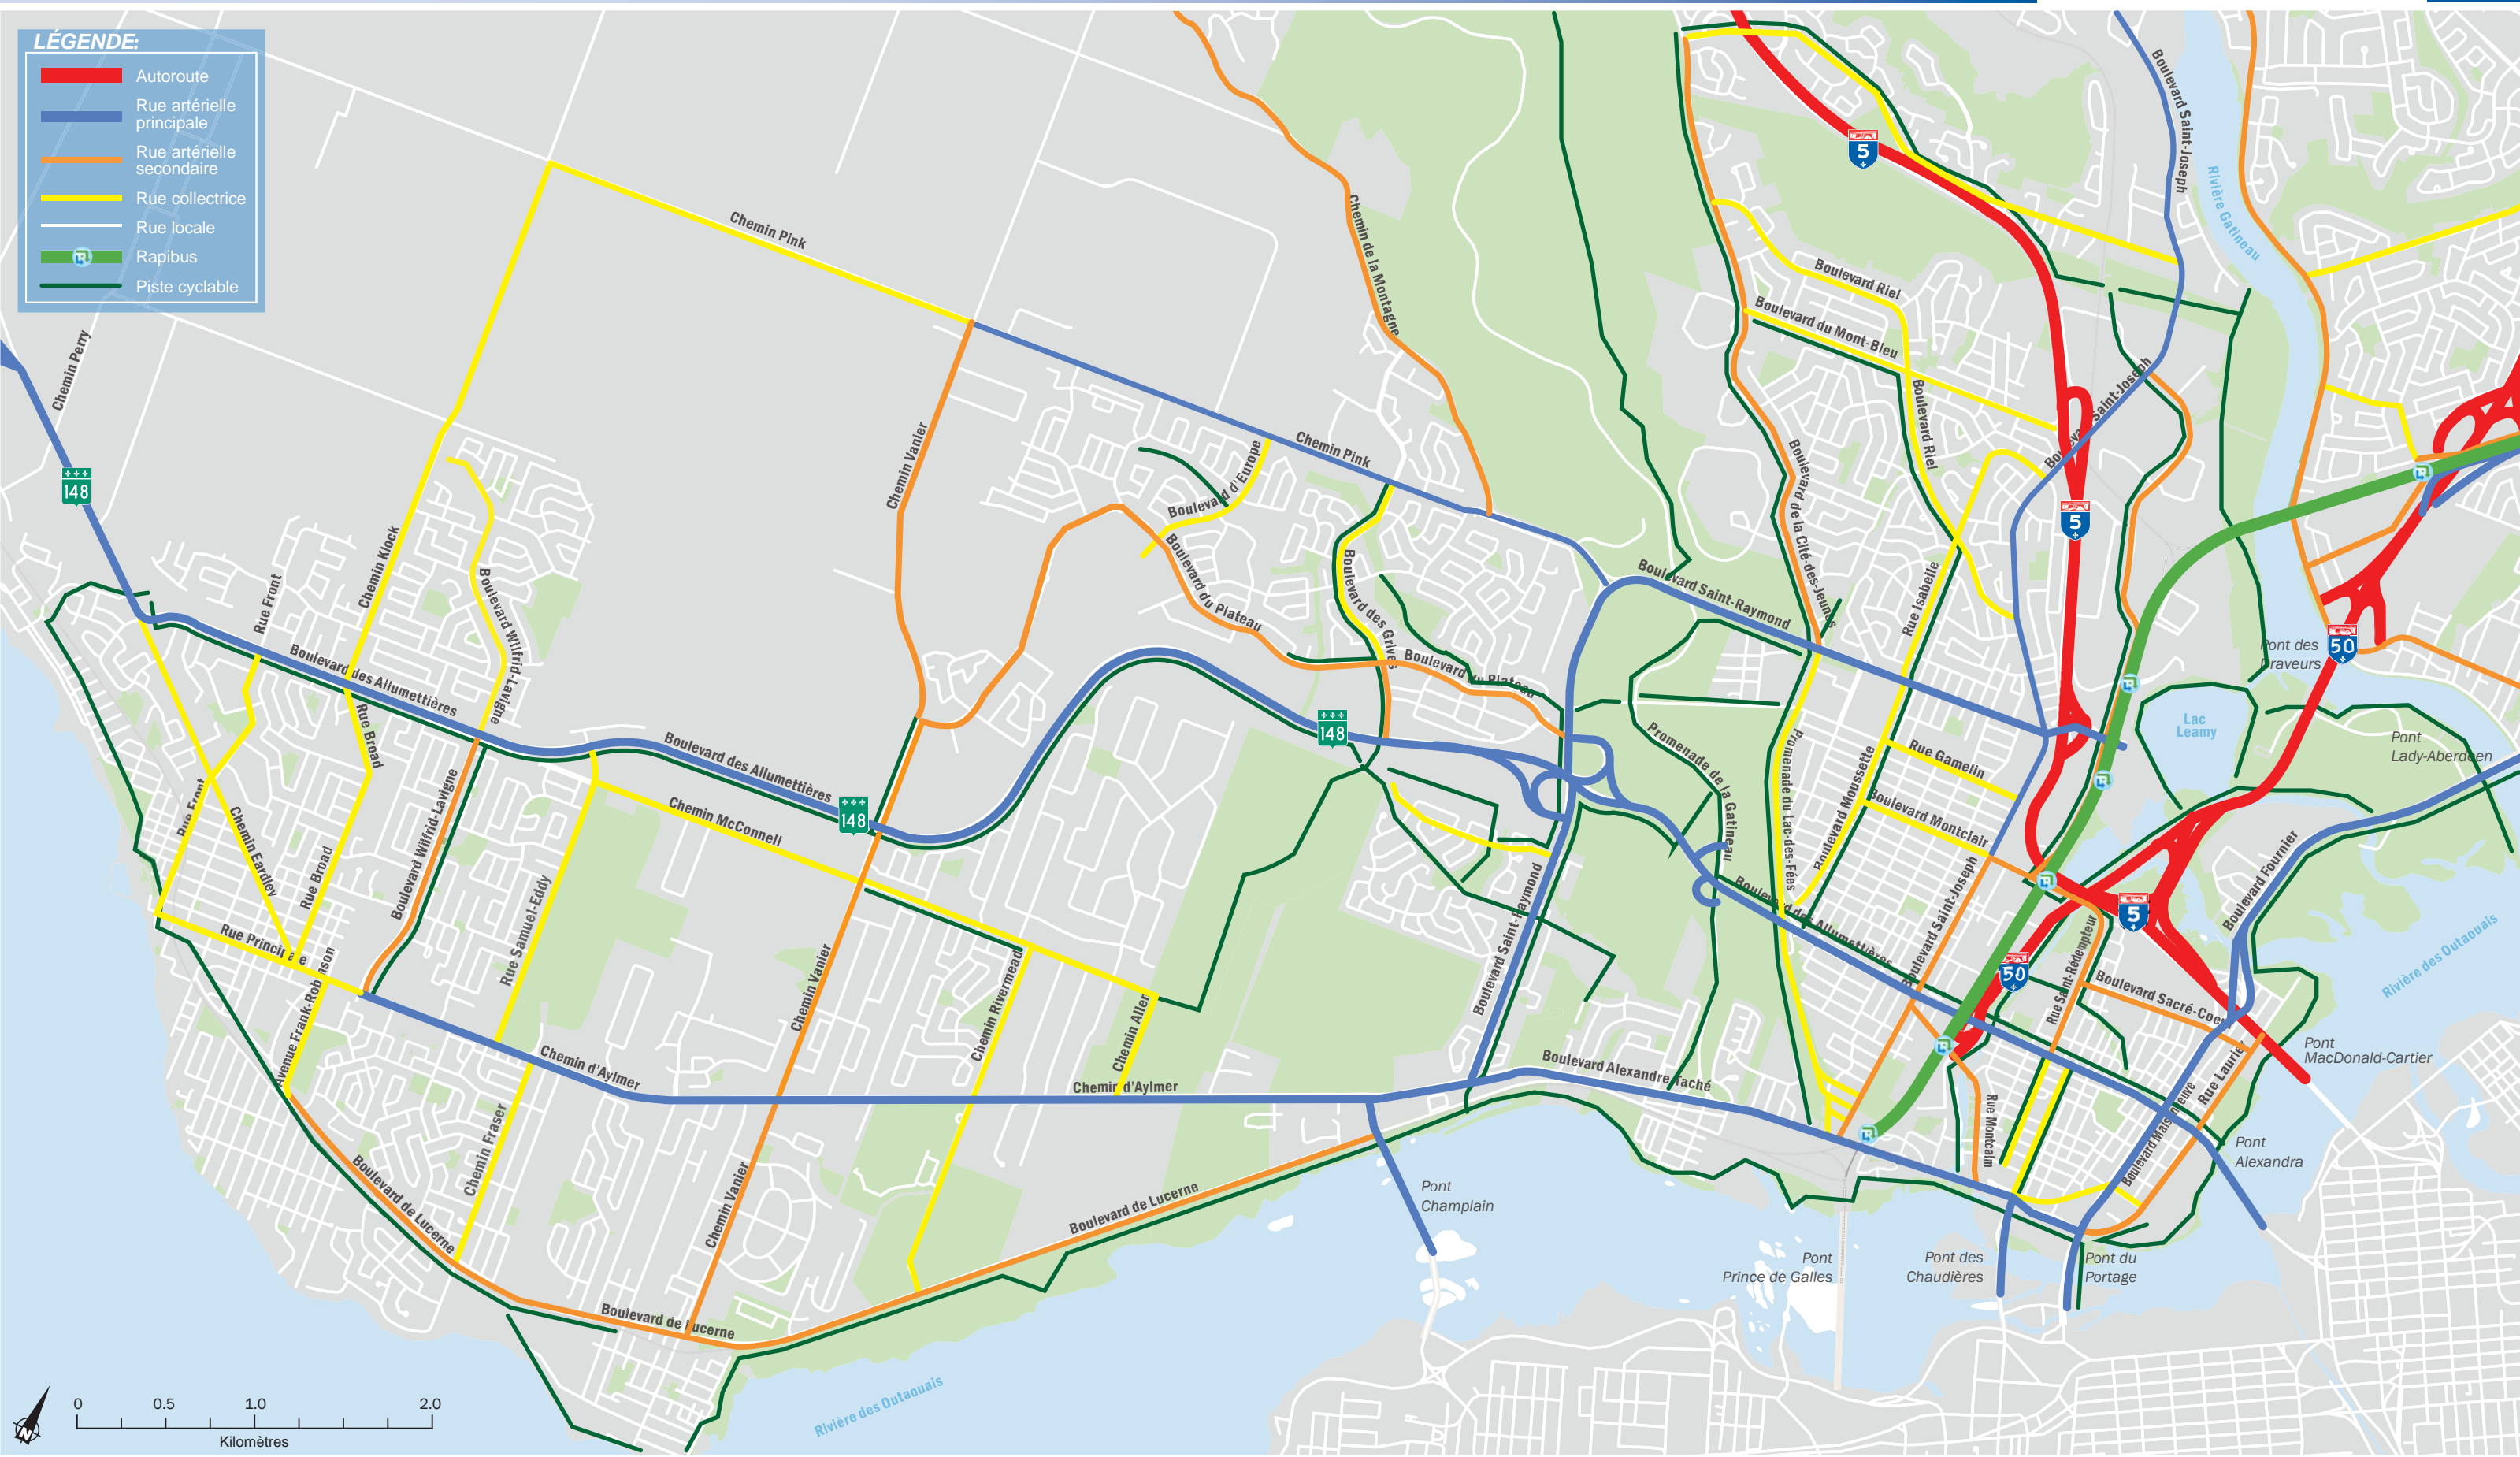 LÉGENDE:
Autoroute
Rue artérielle
principale
Rue artérielle
secondaire
Rue collectrice
Rue locale
Rapibus
Piste cyclable
Chemin Perry
148
Chemin Pink
Chemin de la Montagne
5
Boulevard Saint-Joseph
Rivière Gatineau
Boulevard Riel
Boulevard du Mont-Bleu
Boulevard Riel
Boulevard Saint-Joseph
Chemin Vanier
Boulevard d'Europe
Chemin Pink
Boulevard de la Cité-des-Jeunes
5
Rue Front
Chemin Klock
Boulevard Wilfrid-Lavigne
Boulevard du Plateau
Boulevard des Grives
Boulevard du Plateau
Boulevard Saint-Raymond
Rue Isabelle
Pont des
Draveurs
50
Boulevard des Allumettières
Rue Broad
Boulevard des Allumettières
148
148
Promenade de la Gatineau
Promenade du Lac-des-Fées
Boulevard Moussette
Rue Gamelin
Boulevard Montclair
Lac
Leamy
Pont
Lady-Aberdeen
Rue Front
Chemin Eardley
Rue Broad
Boulevard Wilfrid-Lavigne
Chemin McConnell
Rue Samuel-Eddy
Boulevard Saint-Raymond
Boulevard des Allumettières
Boulevard Saint-Joseph
5
50
Boulevard Fournier
Rivière des Outaouais
Rue Principale
Avenue Frank-Robinson
Chemin Vanier
Chemin Rivermead
Chemin Allen
Rue Saint-Rédempteur
Boulevard Sacré-Coeur
Pont
MacDonald-Cartier
Chemin d'Aylmer
Chemin d'Aylmer
Boulevard Alexandre-Taché
Rue Montcalm
Boulevard Maisonneuve
Rue Laurier
Pont
Alexandra
Chemin Fraser
Boulevard de Lucerne
Chemin Vanier
Boulevard de Lucerne
Boulevard de Lucerne
Pont
Champlain
Pont
Prince de Galles
Pont des
Chaudières
Pont du
Portage
Rivière des Outaouais
N
0 0.5 1.0 2.0
Kilomètres